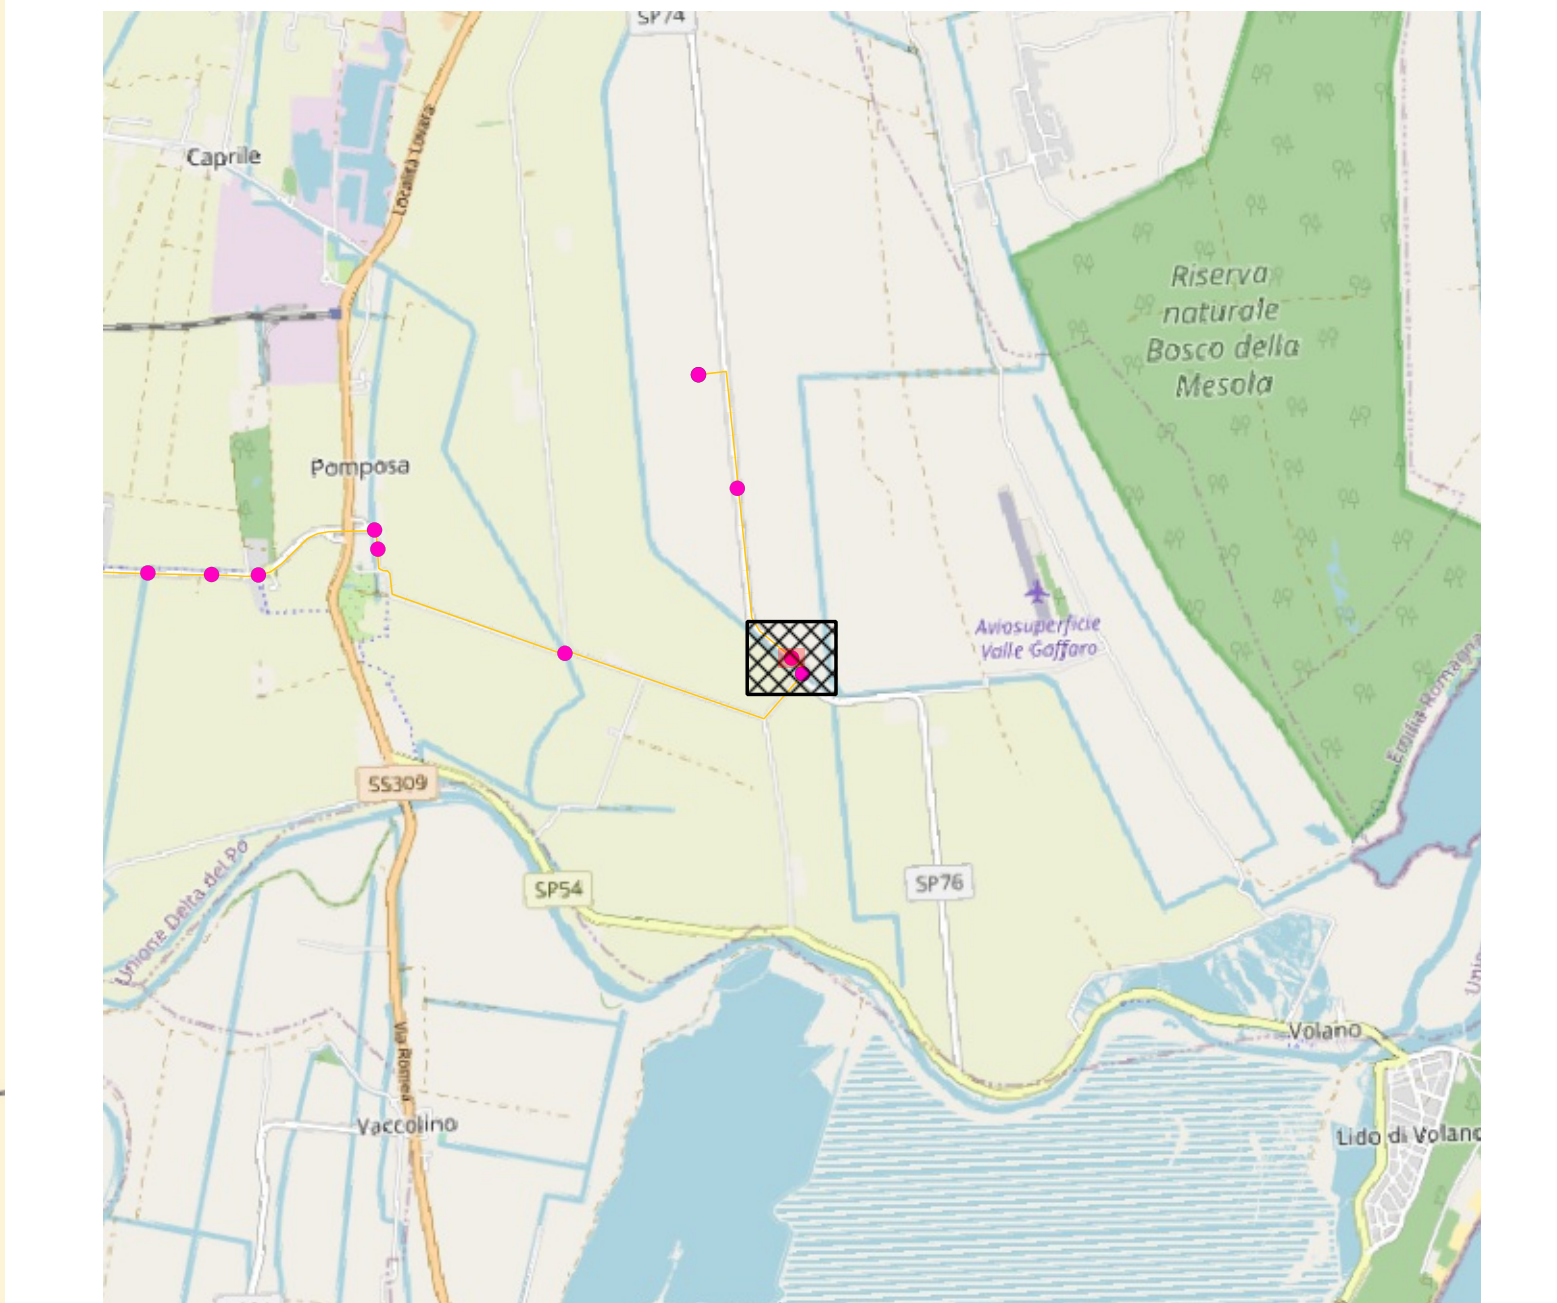 SP74
Caprile
Località Lovara
Riserva
naturale
Bosco della
Mesola
Pomposa
Aviosuperficie
Valle Gaffaro
Emilia-Romagna
SS309
Unione Delta del Po
SP54
SP76
Volano
Via Romea
Vaccolino
Lido di Volano